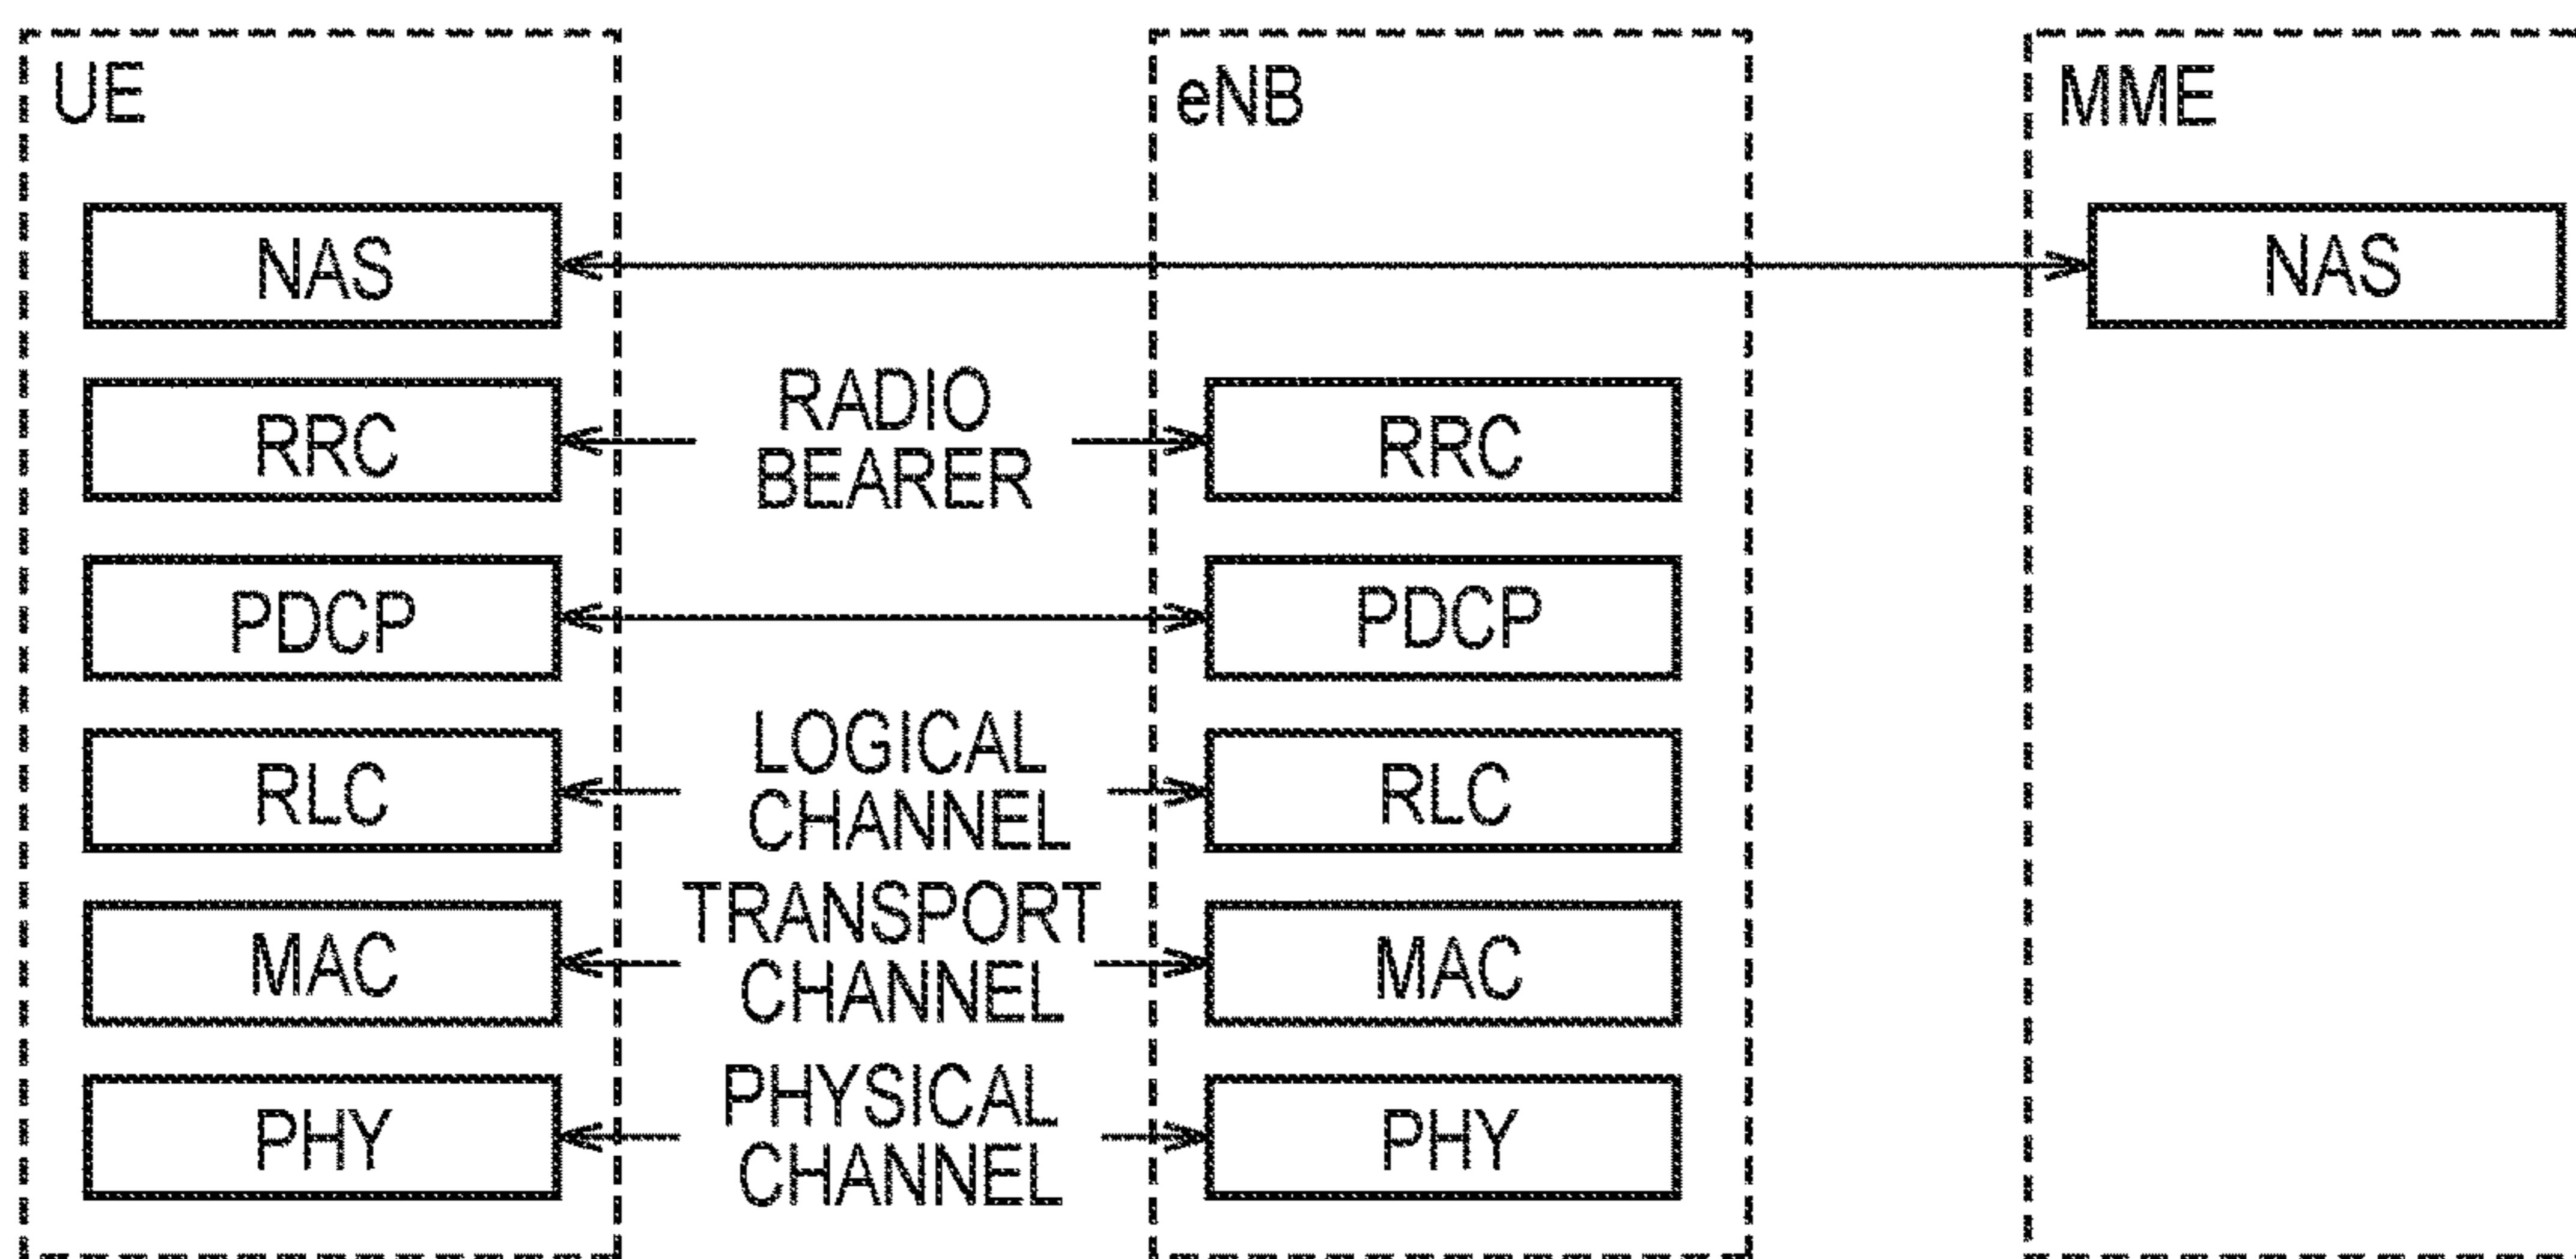 UE
eNB
MME
NAS
NAS
RRC
RADIO
BEARER
RRC
PDCP
PDCP
RLC
LOGICAL
CHANNEL
RLC
MAC
TRANSPORT
CHANNEL
MAC
PHY
PHYSICAL
CHANNEL
PHY